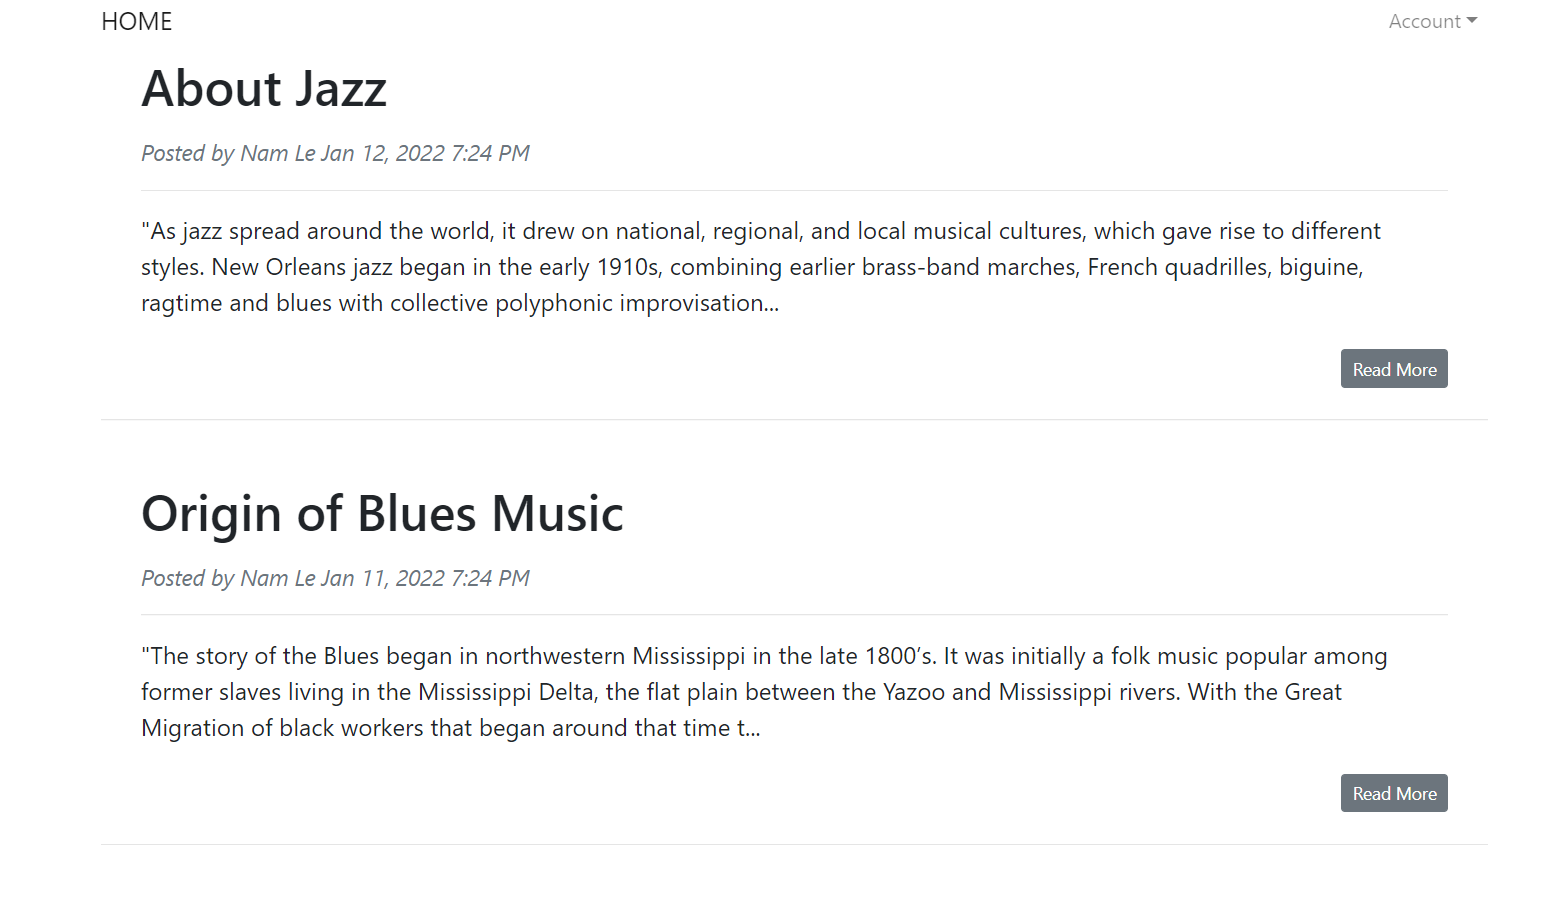 HOME
Account
About Jazz
Posted by Nam Le Jan 12, 2022 7:24 PM
"As jazz spread around the world, it drew on national, regional, and local musical cultures, which gave rise to different
styles. New Orleans jazz began in the early 1910s, combining earlier brass-band marches, French quadrilles, biguine,
ragtime and blues with collective polyphonic improvisation...
Read More
Origin of Blues Music
Posted by Nam Le Jan 11, 2022 7:24 PM
"The story of the Blues began in northwestern Mississippi in the late 1800’s. It was initially a folk music popular among
former slaves living in the Mississippi Delta, the flat plain between the Yazoo and Mississippi rivers. With the Great
Migration of black workers that began around that time t...
Read More